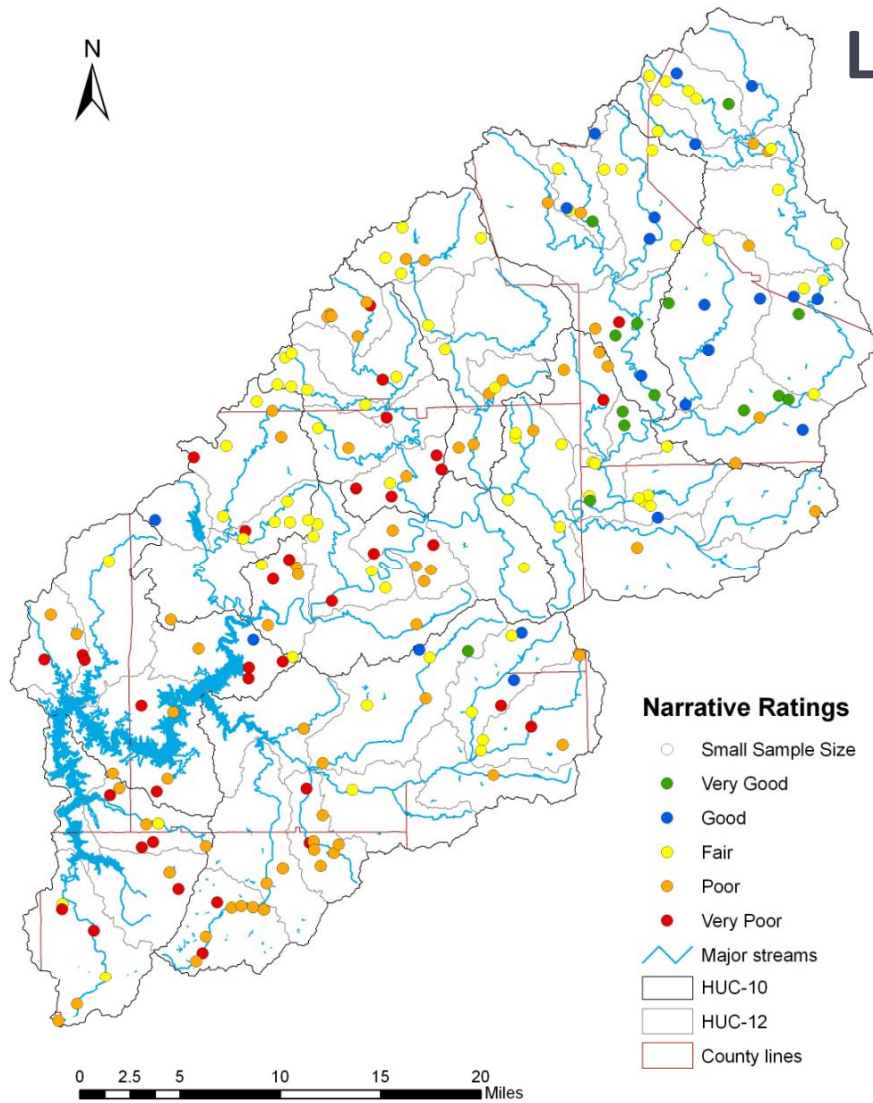 L
N
Narrative Ratings
Small Sample Size
Very Good
Good
Fair
Poor
Very Poor
Major streams
HUC-10
HUC-12
County lines
0 2.5 5 10 15 20
Miles